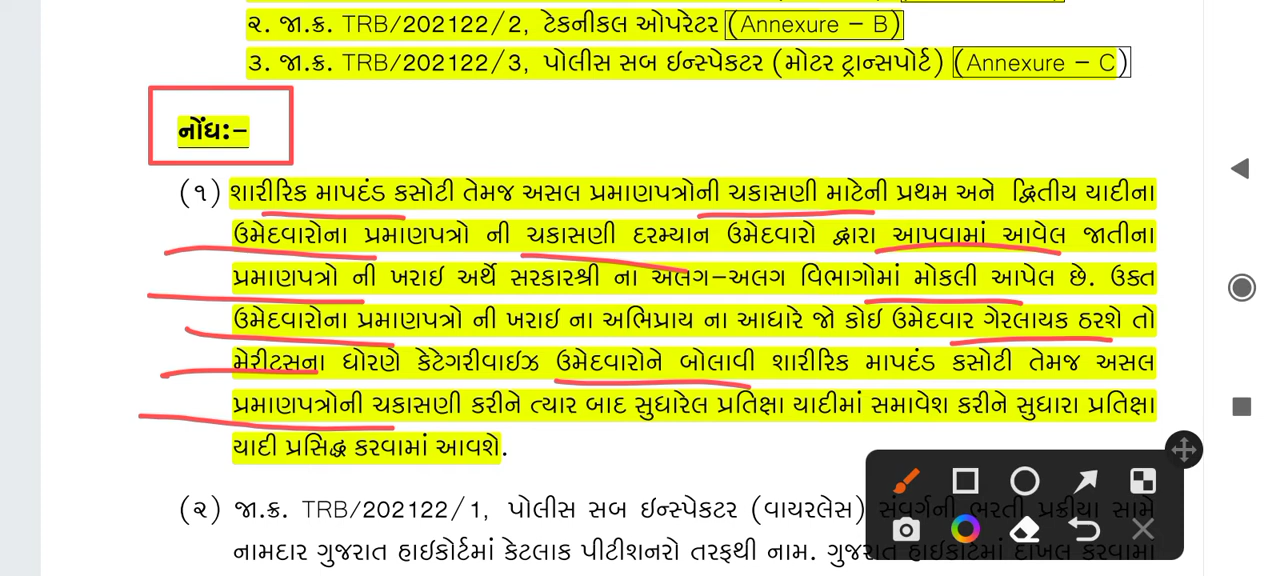 ૨. જા.ક્ર. TRB/202122/2, ટેકનીકલ ઓપરેટર (Annexure – B)
૩. જા.ક્ર. TRB/202122/3, પોલીસ સબ ઈન્સ્પેકટર (મોટર ટ્રાન્સપોર્ટ) (Annexure – C)
નોંધ:–
(૧) શારીરિક માપદંડ કસોટી તેમજ અસલ પ્રમાણપત્રોની ચકાસણી માટેની પ્રથમ અને દ્વિતીય યાદીના
ઉમેદવારોના પ્રમાણપત્રો ની ચકાસણી દરમ્યાન ઉમેદવારો દ્વારા આપવામાં આવેલ જાતીના
પ્રમાણપત્રો ની ખરાઇ અર્થે સરકારશ્રી ના અલગ–અલગ વિભાગોમાં મોકલી આપેલ છે. ઉક્ત
ઉમેદવારોના પ્રમાણપત્રો ની ખરાઇ ના અભિપ્રાય ના આધારે જો કોઇ ઉમેદવાર ગેરલાયક ઠરશે તો
મેરીટસના ધોરણે કેટેગરીવાઇઝ ઉમેદવારોને બોલાવી શારીરિક માપદંડ કસોટી તેમજ અસલ
પ્રમાણપત્રોની ચકાસણી કરીને ત્યાર બાદ સુધારેલ પ્રતિક્ષા યાદીમાં સમાવેશ કરીને સુધારા પ્રતિક્ષા
યાદી પ્રસિદ્ધ કરવામાં આવશે.
(૨) જા.ક્ર. TRB/202122/1, પોલીસ સબ ઈન્સ્પેકટર (વાયરલેસ) સંવર્ગની ભરતી પ્રક્રીયા સામે
નામદાર ગુજરાત હાઈકોર્ટમાં કેટલાક પીટીશનરો તરફથી નામ. ગુજરાત હાઈકોર્ટમાં દાખલ કરવામાં